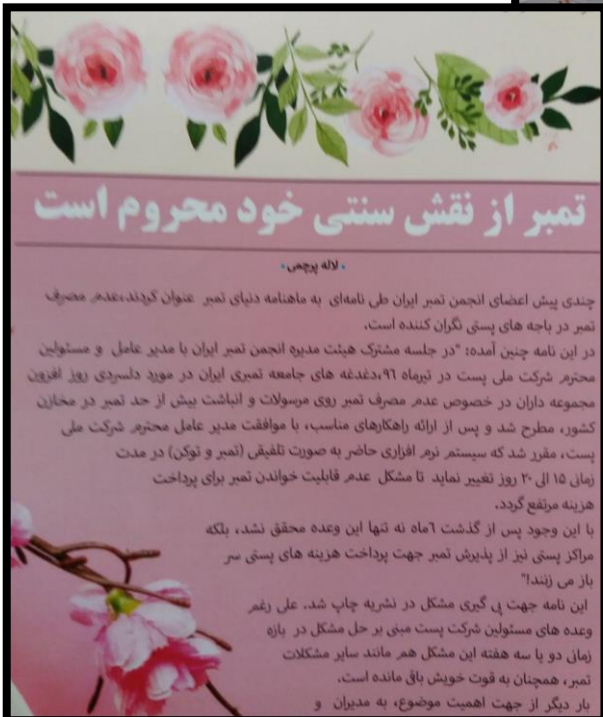 تمبر از نقش سنتی خود محروم است
• لاله پرچمی •
چندی پیش اعضای انجمن تمبر ایران طی نامه‌ای به ماهنامه دنیای تمبر عنوان کردند،عدم مصرف
تمبر در باجه های پستی نگران کننده است.
در این نامه چنین آمده: "در جلسه مشترک هیئت مدیره انجمن تمبر ایران با مدیر عامل و مسئولین
محترم شرکت ملی پست در تیرماه ۹۶،دغدغه های جامعه تمبری ایران در مورد دلسردی روز افزون
مجموعه داران در خصوص عدم مصرف تمبر روی مرسولات و انباشت بیش از حد تمبر در مخازن
کشور، مطرح شد و پس از ارائه راهکارهای مناسب، با موافقت مدیر عامل محترم شرکت ملی
پست، مقرر شد که سیستم نرم افزاری حاضر به صورت تلفیقی (تمبر و توکن) در مدت
زمانی ۱۵ الی ۲۰ روز تغییر نماید تا مشکل عدم قابلیت خواندن تمبر برای پرداخت
هزینه مرتفع گردد.
با این وجود پس از گذشت ۶ماه نه تنها این وعده محقق نشد، بلکه
مراکز پستی نیز از پذیرش تمبر جهت پرداخت هزینه های پستی سر
باز می زنند!"
این نامه جهت پی گیری مشکل در نشریه چاپ شد. علی رغم
وعده های مسئولین شرکت پست مبنی بر حل مشکل در بازه
زمانی دو یا سه هفته این مشکل هم مانند سایر مشکلات
تمبر، همچنان به قوت خویش باقی مانده است.
بار دیگر از جهت اهمیت موضوع، به مدیران و